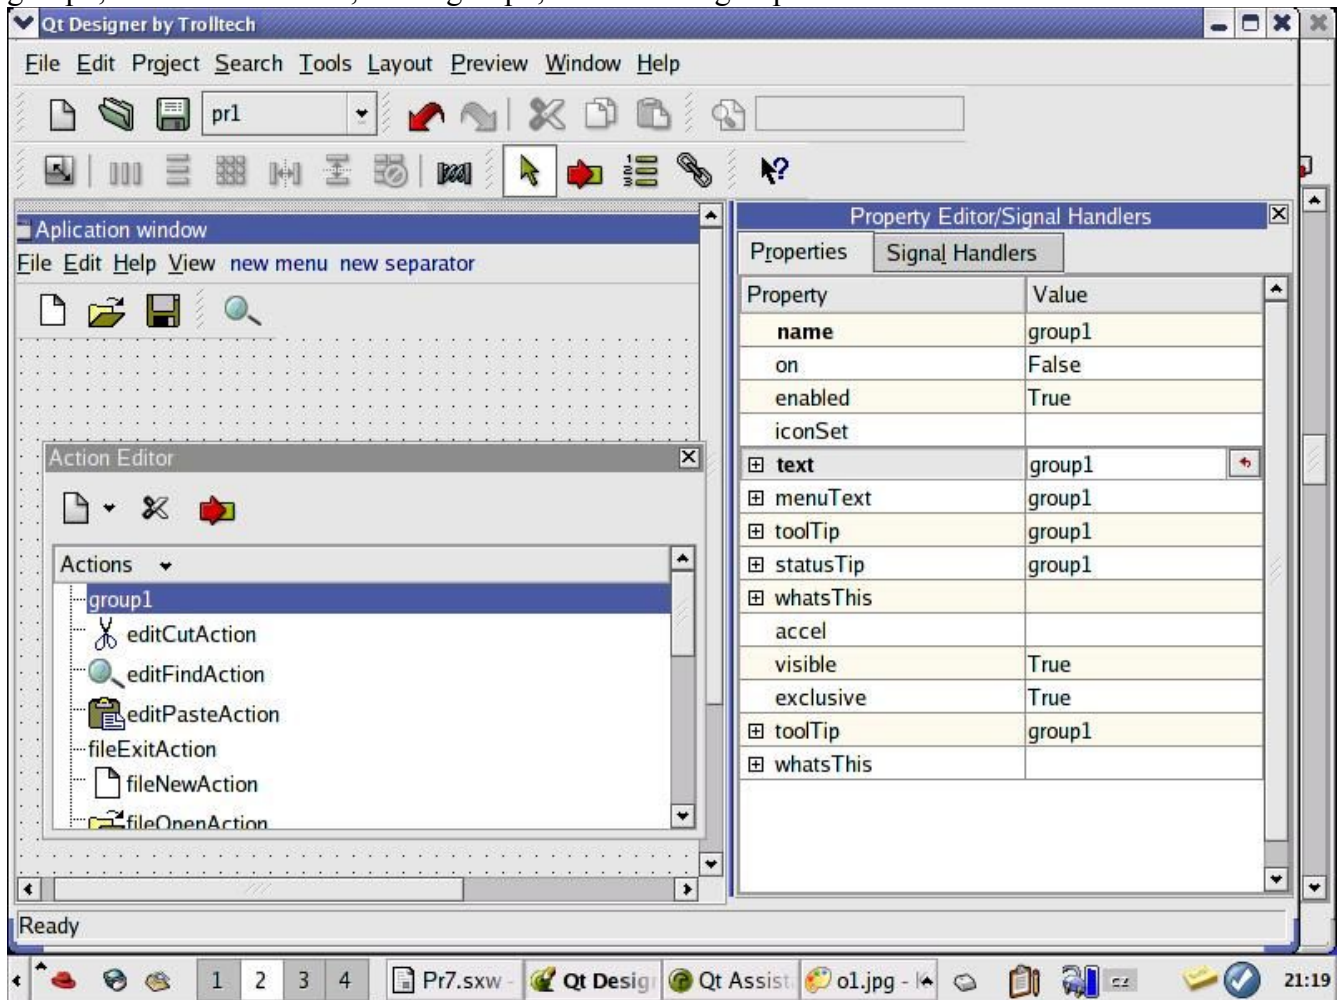 Qt Designer by Trolltech
File Edit Project Search Tools Layout Preview Window Help
pr1
Aplication window
File Edit Help View new menu new separator
Action Editor
Actions
group1
editCutAction
editFindAction
editPasteAction
fileExitAction
fileNewAction
fileOpenAction
Property Editor/Signal Handlers
Properties Signal Handlers
Property Value
name group1
on False
enabled True
iconSet
text group1
menuText group1
toolTip group1
statusTip group1
whatsThis
accel
visible True
exclusive True
toolTip group1
whatsThis
Ready
1 2 3 4 Pr7.sxw - Qt Desig Qt Assist o1.jpg - cz 21:19